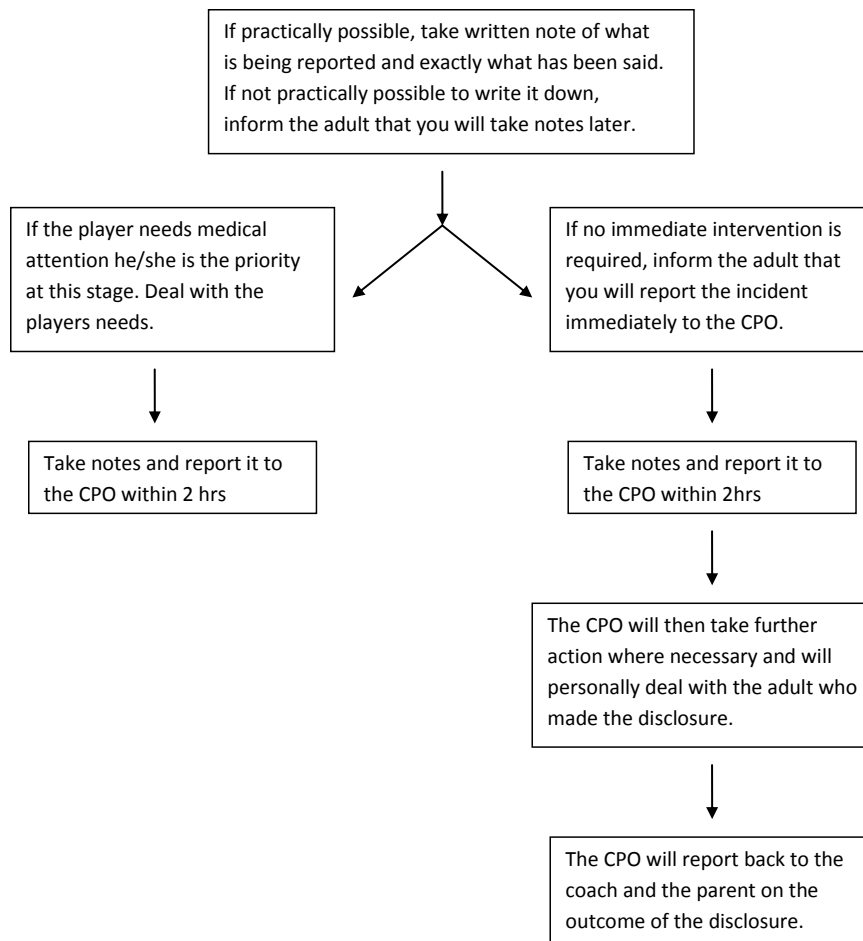 If practically possible, take written note of what
is being reported and exactly what has been said.
If not practically possible to write it down,
inform the adult that you will take notes later.
If the player needs medical
attention he/she is the priority
at this stage. Deal with the
players needs.
If no immediate intervention is
required, inform the adult that
you will report the incident
immediately to the CPO.
Take notes and report it to
the CPO within 2 hrs
Take notes and report it to
the CPO within 2hrs
The CPO will then take further
action where necessary and will
personally deal with the adult who
made the disclosure.
The CPO will report back to the
coach and the parent on the
outcome of the disclosure.